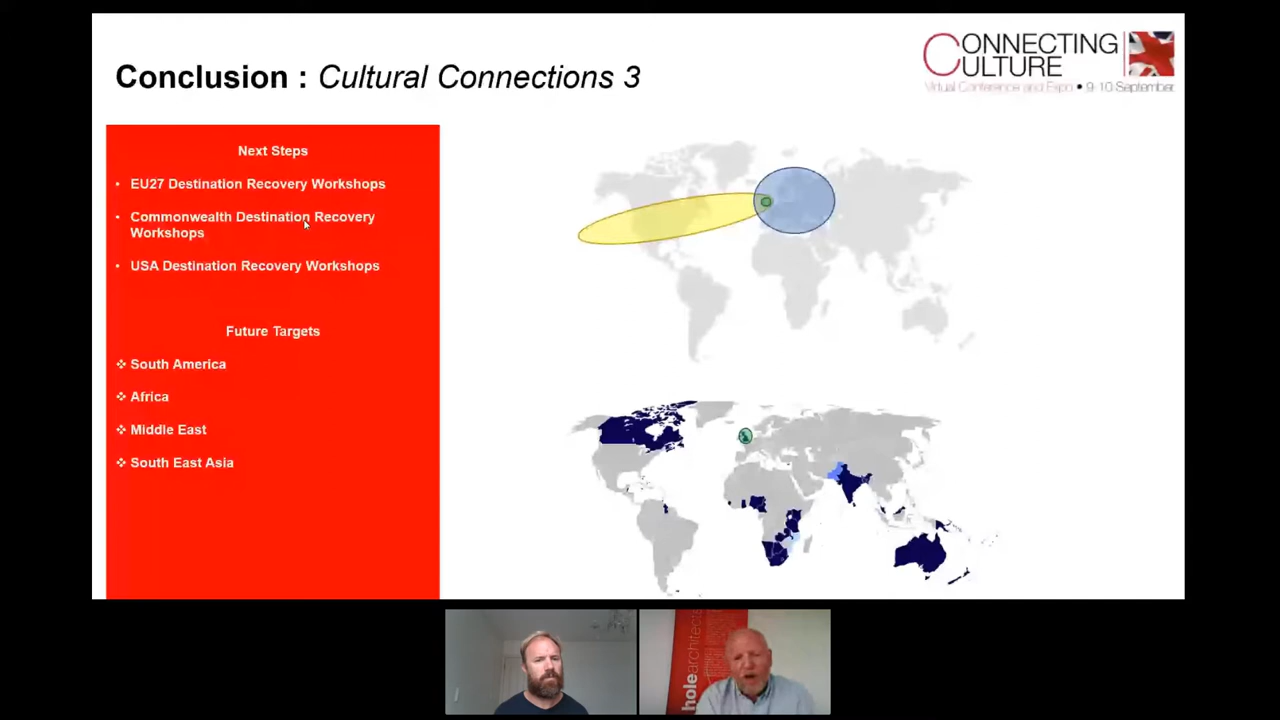 Conclusion : Cultural Connections 3
CONNECTING
CULTURE
Virtual Conference and Expo • 9-10 September
Next Steps
• EU27 Destination Recovery Workshops
• Commonwealth Destination Recovery
Workshops
• USA Destination Recovery Workshops
Future Targets
❖ South America
❖ Africa
❖ Middle East
❖ South East Asia
holearchitect